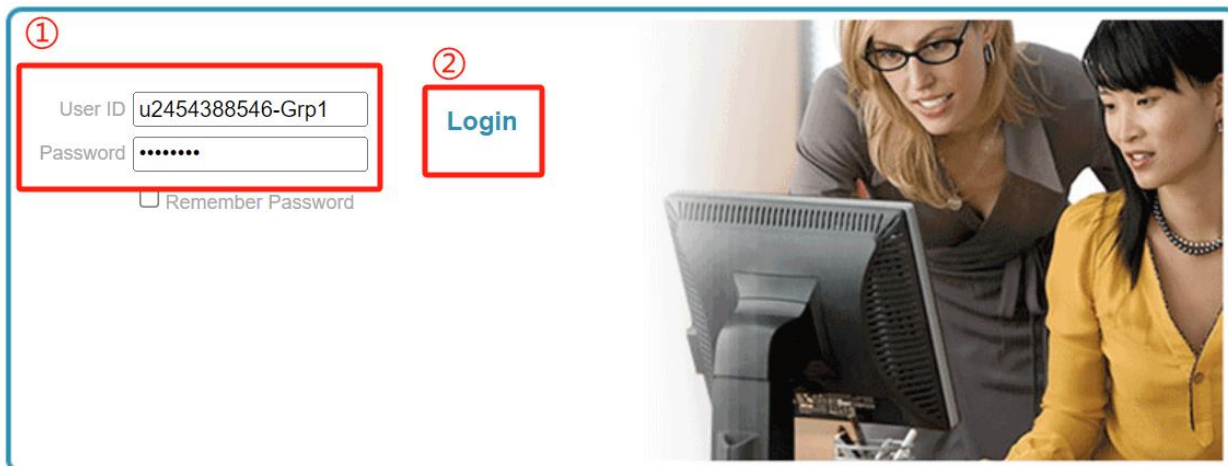 ①
②
User ID u2454388546-Grp1
Login
Password ••••••••
Remember Password